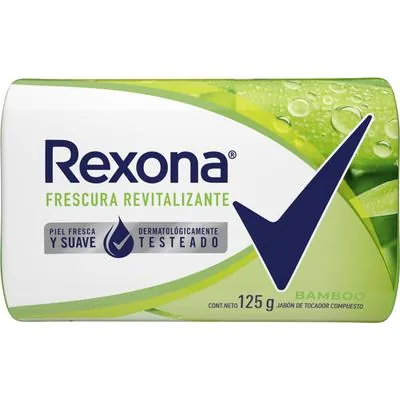 Rexona®
FRESCURA REVITALIZANTE
PIEL FRESCA
Y SUAVE
DERMATOLÓGICAMENTE
TESTEADO
BAMBOO
CONT.NETO 125 g JABÓN DE TOCADOR COMPUESTO